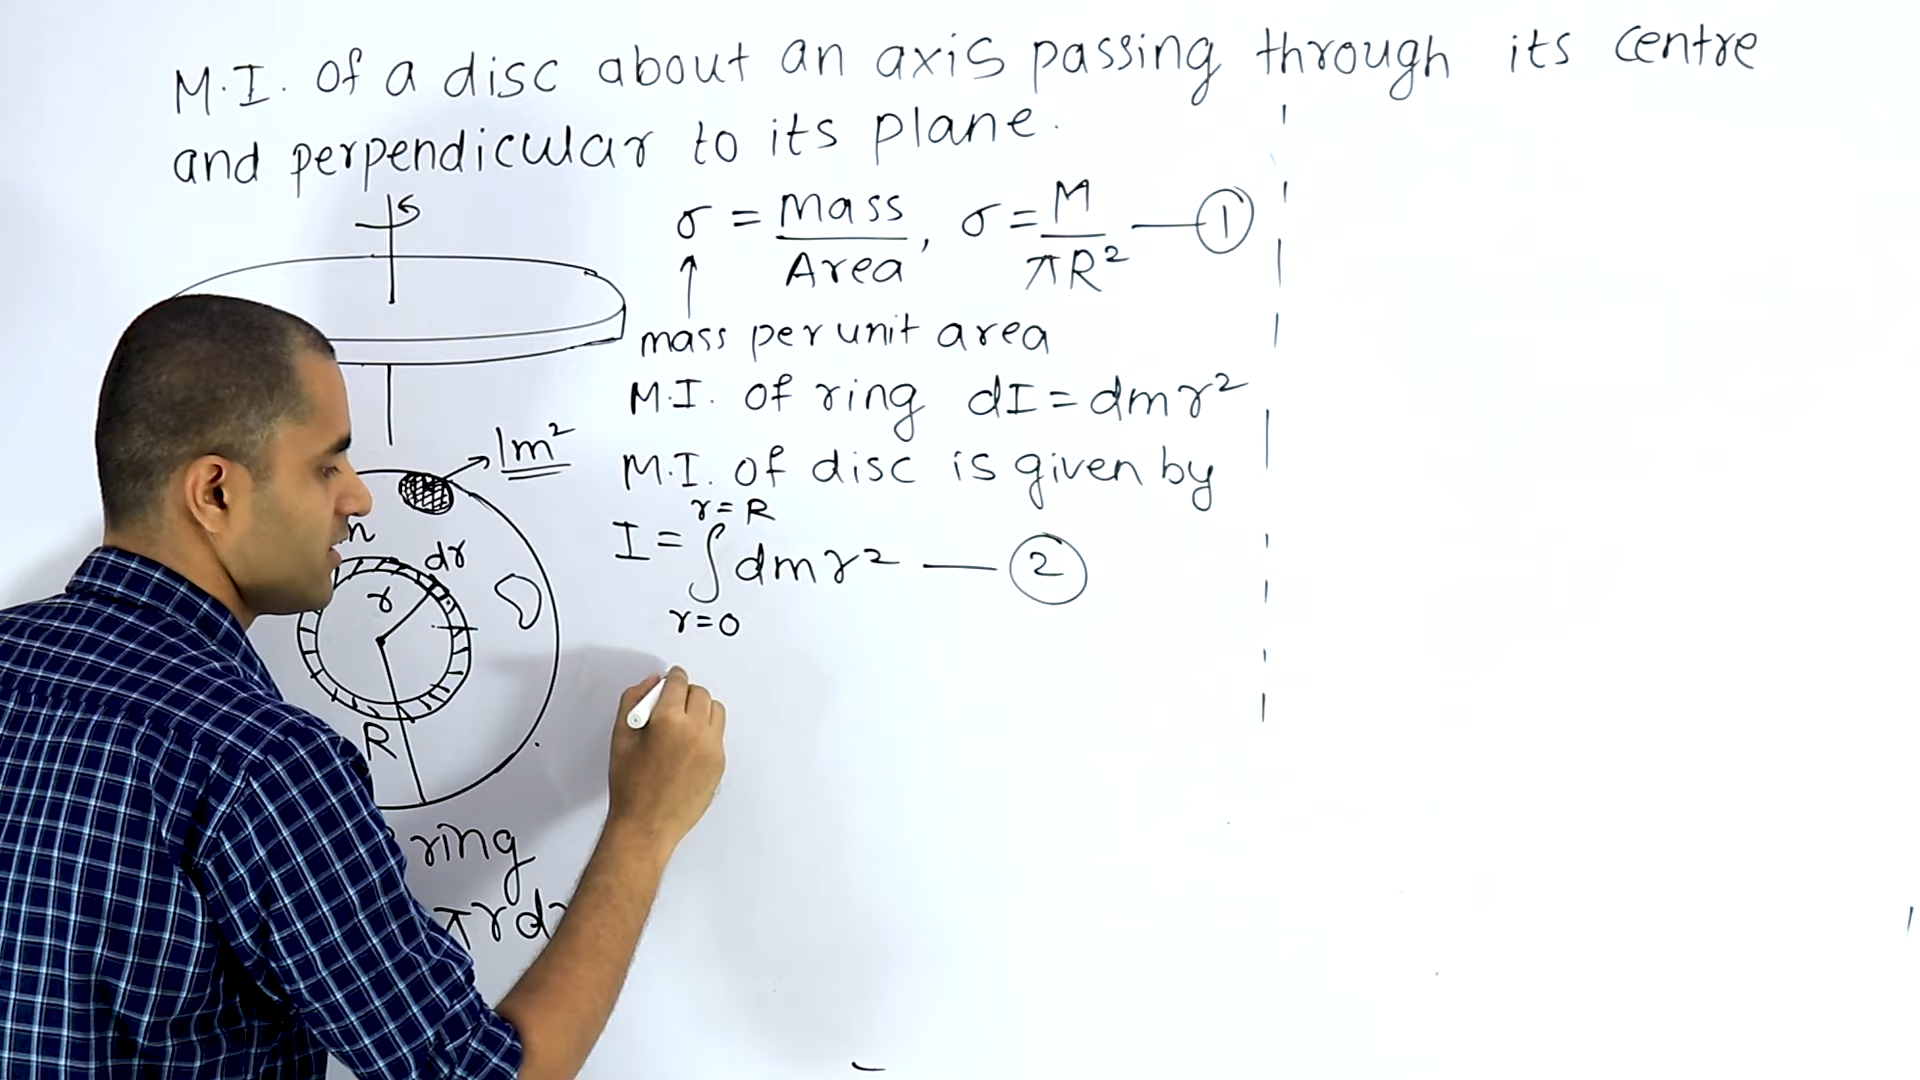 M.I. of a disc about an axis passing through its centre
and perpendicular to its plane.
σ = Mass / Area, σ = M / πR² — ①
mass per unit area
M.I. of ring dI = dmr²
1m²
M.I. of disc is given by
r = R
I = ∫ dmr² — ②
r = 0
dr
r
R
ring
πrd